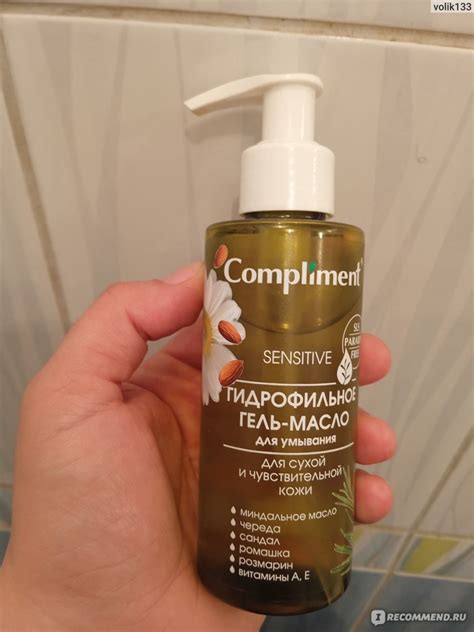 volik133
Compliment
SLS
PARABEN
FREE
SENSITIVE
ГИДРОФИЛЬНОЕ
ГЕЛЬ-МАСЛО
для умывания
для сухой
и чувствительной
кожи
миндальное масло
череда
сандал
ромашка
розмарин
витамины А, Е
I RECOMMEND.RU